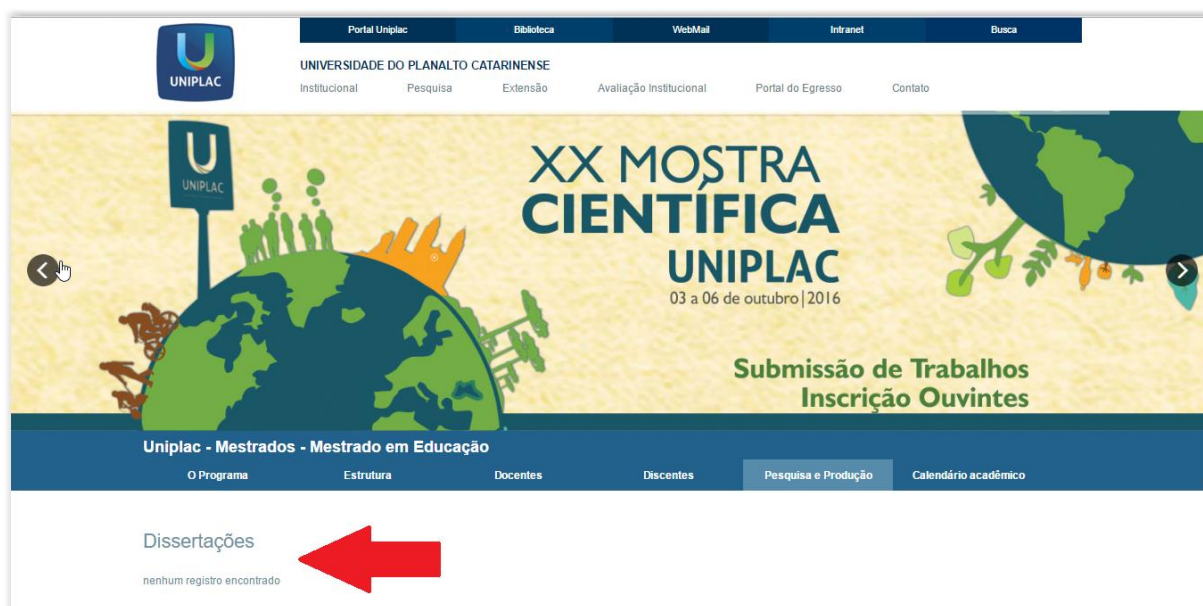 Portal Uniplac Biblioteca WebMail Intranet Busca
UNIPLAC
UNIVERSIDADE DO PLANALTO CATARINENSE
Institucional Pesquisa Extensão Avaliação Institucional Portal do Egresso Contato
UNIPLAC
XX MOSTRA
CIENTÍFICA
UNIPLAC
03 a 06 de outubro|2016
Submissão de Trabalhos
Inscrição Ouvintes
Uniplac - Mestrados - Mestrado em Educação
O Programa Estrutura Docentes Discentes Pesquisa e Produção Calendário acadêmico
Dissertações
nenhum registro encontrado